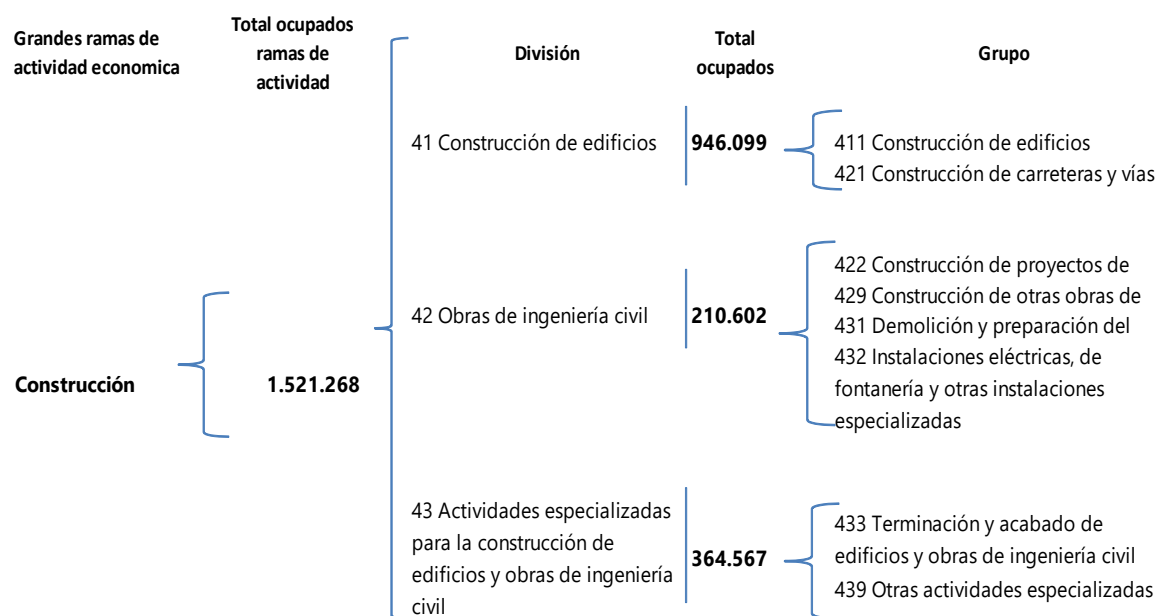 Grandes ramas de
actividad economica
Total ocupados
ramas de
actividad
División
Total
ocupados
Grupo
41 Construcción de edificios
946.099
411 Construcción de edificios
421 Construcción de carreteras y vías
Construcción
1.521.268
42 Obras de ingeniería civil
210.602
422 Construcción de proyectos de
429 Construcción de otras obras de
431 Demolición y preparación del
432 Instalaciones eléctricas, de
fontanería y otras instalaciones
especializadas
43 Actividades especializadas
para la construcción de
edificios y obras de ingeniería
civil
364.567
433 Terminación y acabado de
edificios y obras de ingeniería civil
439 Otras actividades especializadas